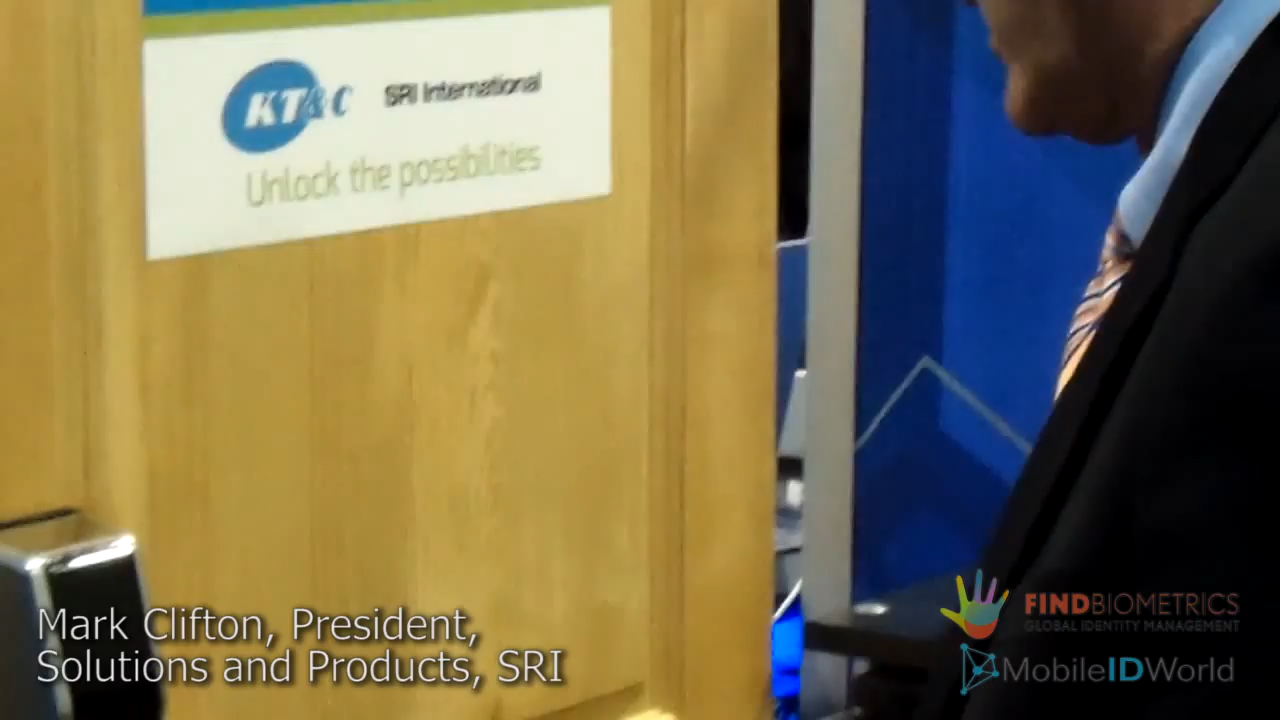 KT&C SRI International
Unlock the possibilities
Mark Clifton, President,
Solutions and Products, SRI
FINDBIOMETRICS
GLOBAL IDENTITY MANAGEMENT
MobileIDWorld